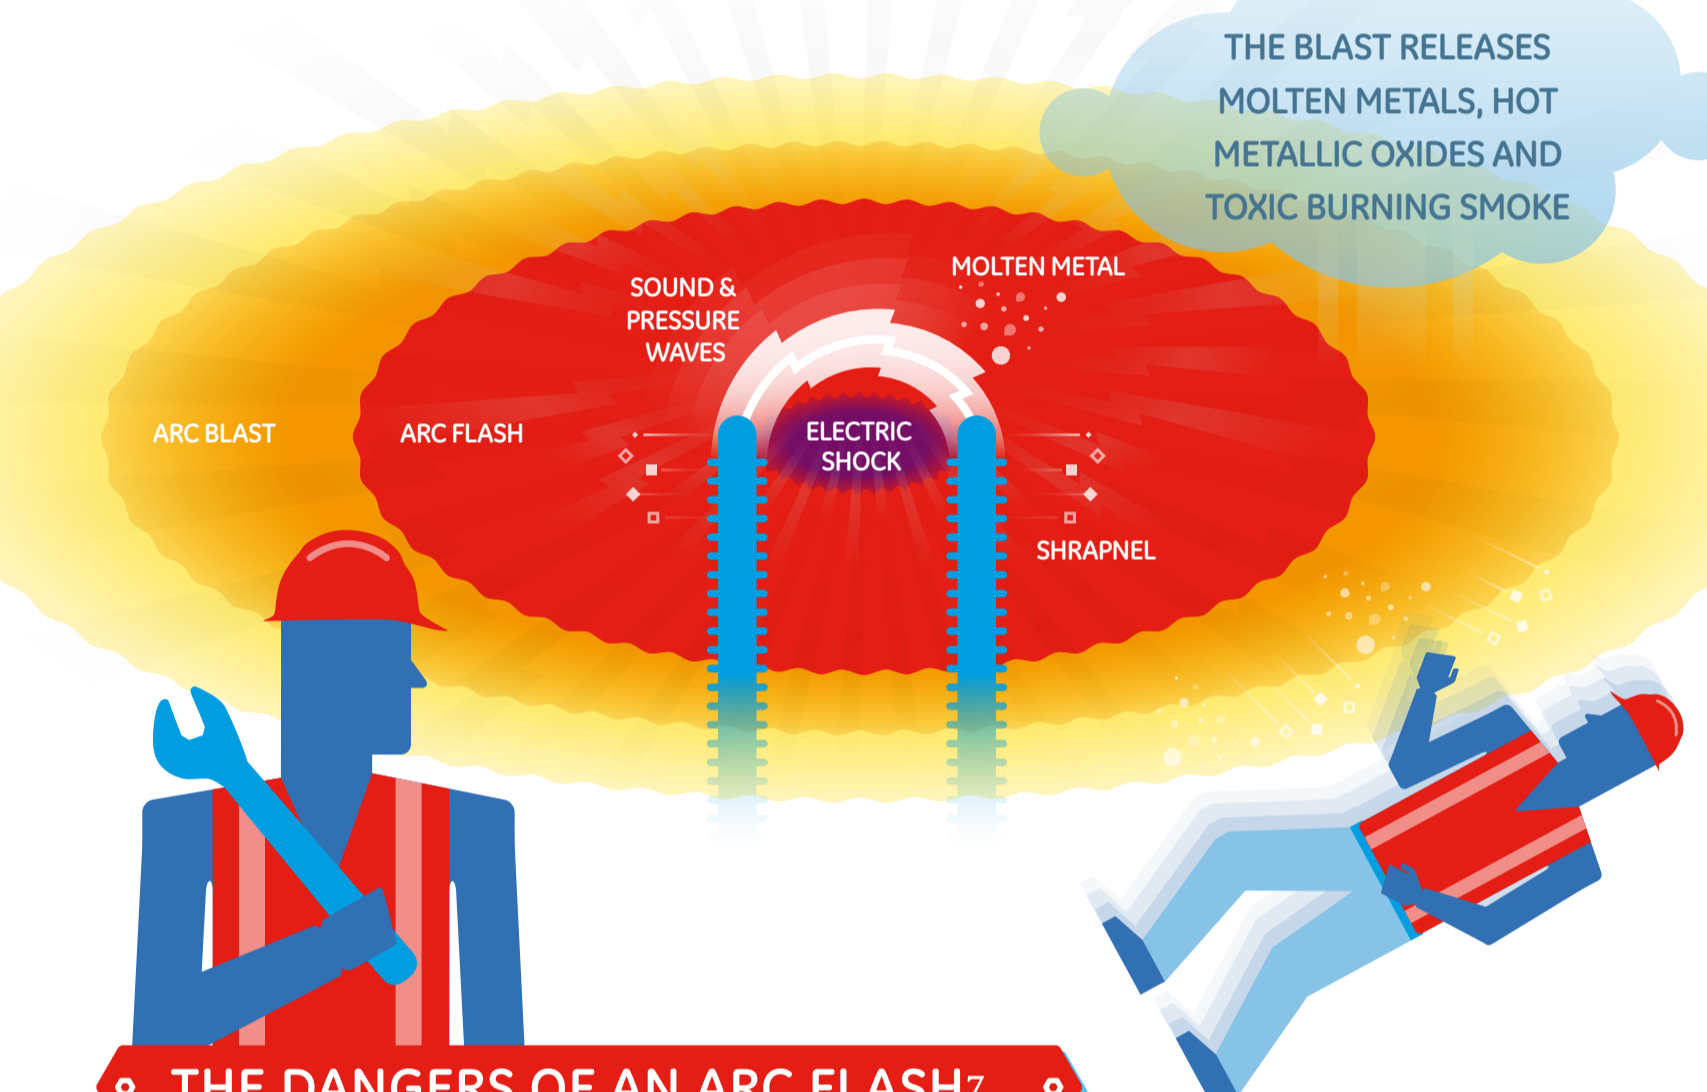 THE BLAST RELEASES
MOLTEN METALS, HOT
METALLIC OXIDES AND
TOXIC BURNING SMOKE
MOLTEN METAL
SOUND &
PRESSURE
WAVES
ARC BLAST
ARC FLASH
ELECTRIC
SHOCK
SHRAPNEL
THE DANGERS OF AN ARC FLASH7